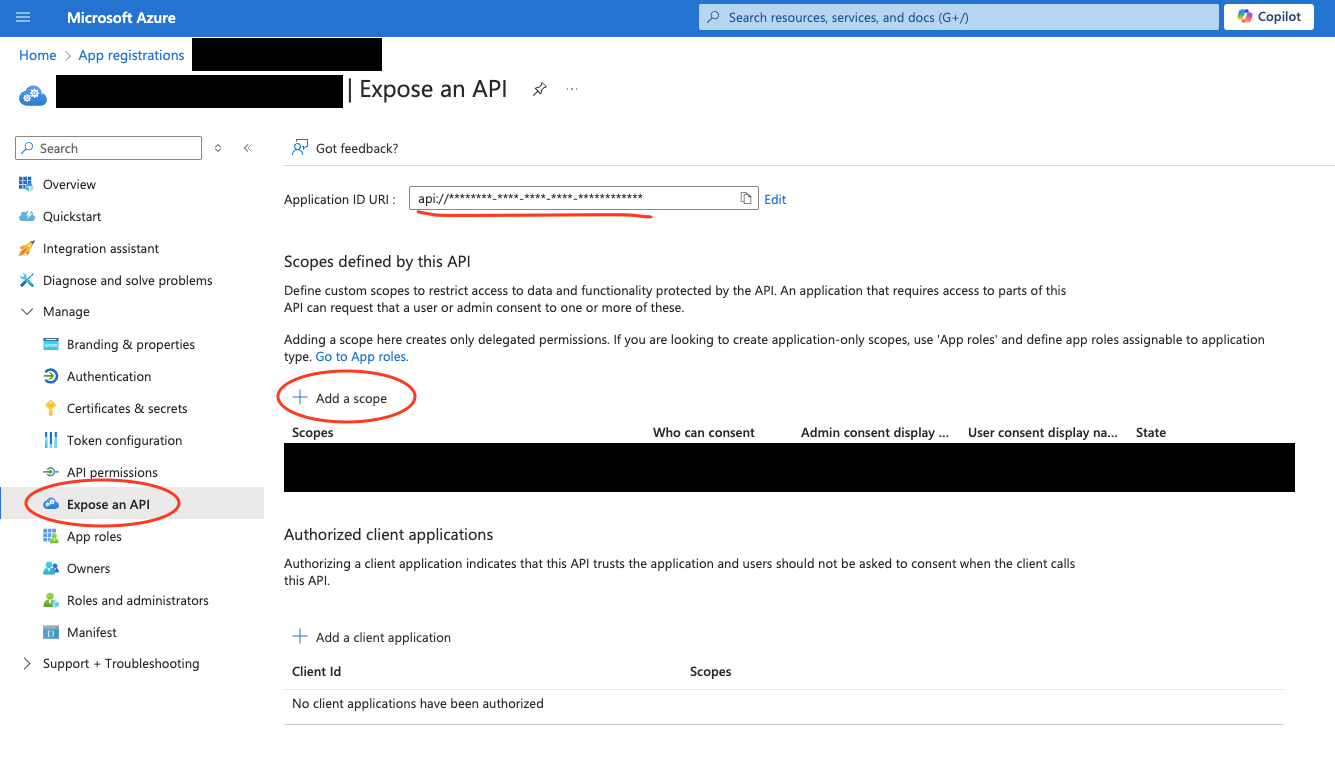 Microsoft Azure
Search resources, services, and docs (G+/)
Copilot
Home > App registrations
| Expose an API
Search
Got feedback?
Overview
Quickstart
Integration assistant
Diagnose and solve problems
Manage
Branding & properties
Authentication
Certificates & secrets
Token configuration
API permissions
Expose an API
App roles
Owners
Roles and administrators
Manifest
Support + Troubleshooting
Application ID URI : api://********-****-****-****-************ Edit
Scopes defined by this API
Define custom scopes to restrict access to data and functionality protected by the API. An application that requires access to parts of this
API can request that a user or admin consent to one or more of these.
Adding a scope here creates only delegated permissions. If you are looking to create application-only scopes, use 'App roles' and define app roles assignable to application
type. Go to App roles.
Add a scope
Scopes Who can consent Admin consent display ... User consent display na... State
Authorized client applications
Authorizing a client application indicates that this API trusts the application and users should not be asked to consent when the client calls
this API.
Add a client application
Client Id Scopes
No client applications have been authorized